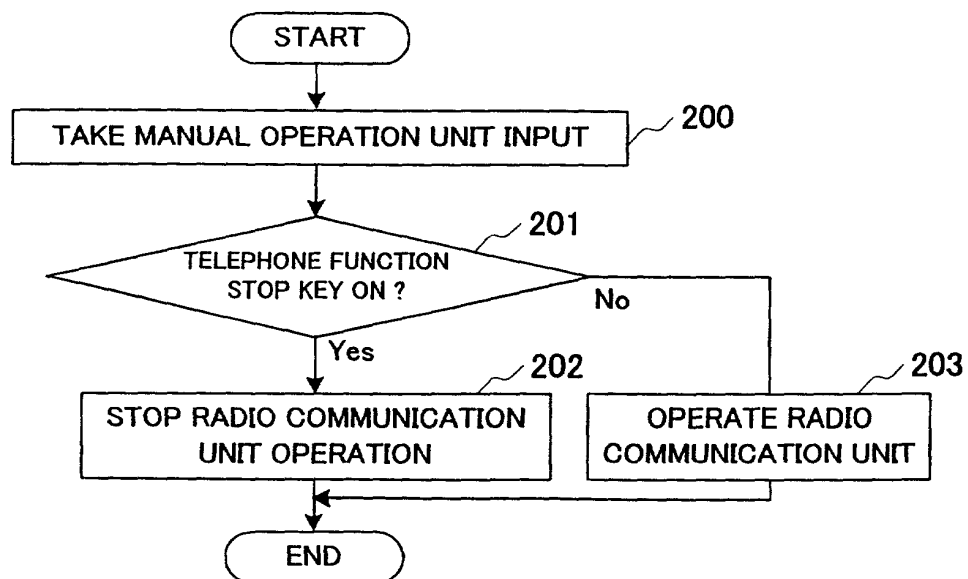 START
TAKE MANUAL OPERATION UNIT INPUT
200
201
TELEPHONE FUNCTION
STOP KEY ON ?
No
Yes
202
203
STOP RADIO COMMUNICATION
UNIT OPERATION
OPERATE RADIO
COMMUNICATION UNIT
END